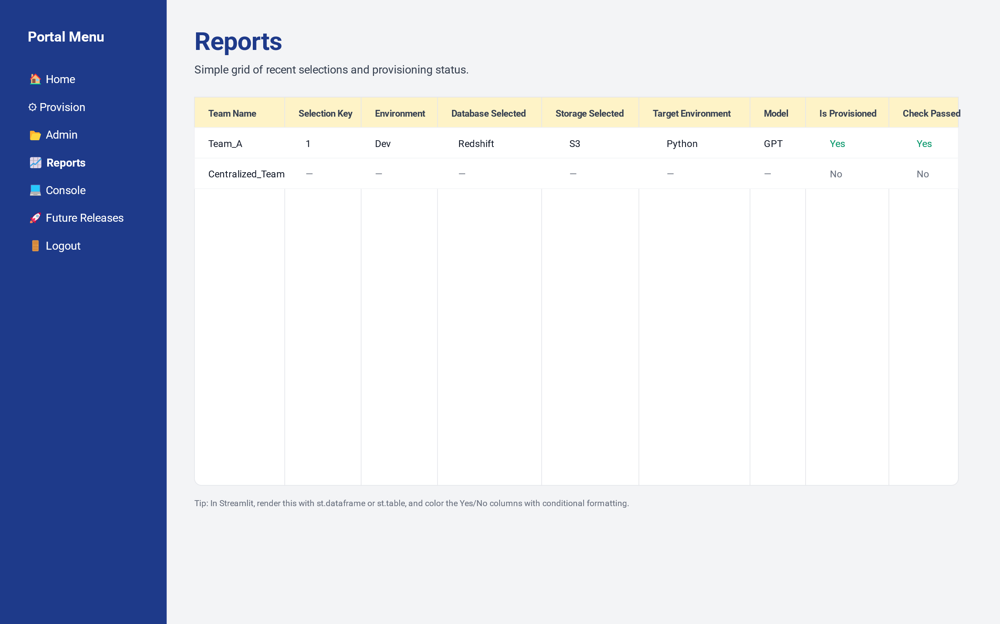 Portal Menu
🏠 Home
⚙ Provision
📂 Admin
📈 Reports
💻 Console
🚀 Future Releases
🚪 Logout
Reports
Simple grid of recent selections and provisioning status.
Team Name Selection Key Environment Database Selected Storage Selected Target Environment Model Is Provisioned Check Passed
Team_A 1 Dev Redshift S3 Python GPT Yes Yes
Centralized_Team — — — — — — No No
Tip: In Streamlit, render this with st.dataframe or st.table, and color the Yes/No columns with conditional formatting.